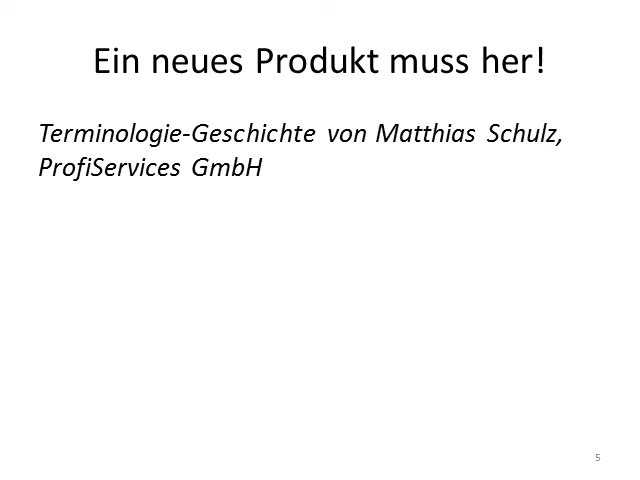 Ein neues Produkt muss her!
Terminologie-Geschichte von Matthias Schulz,
ProfiServices GmbH
5